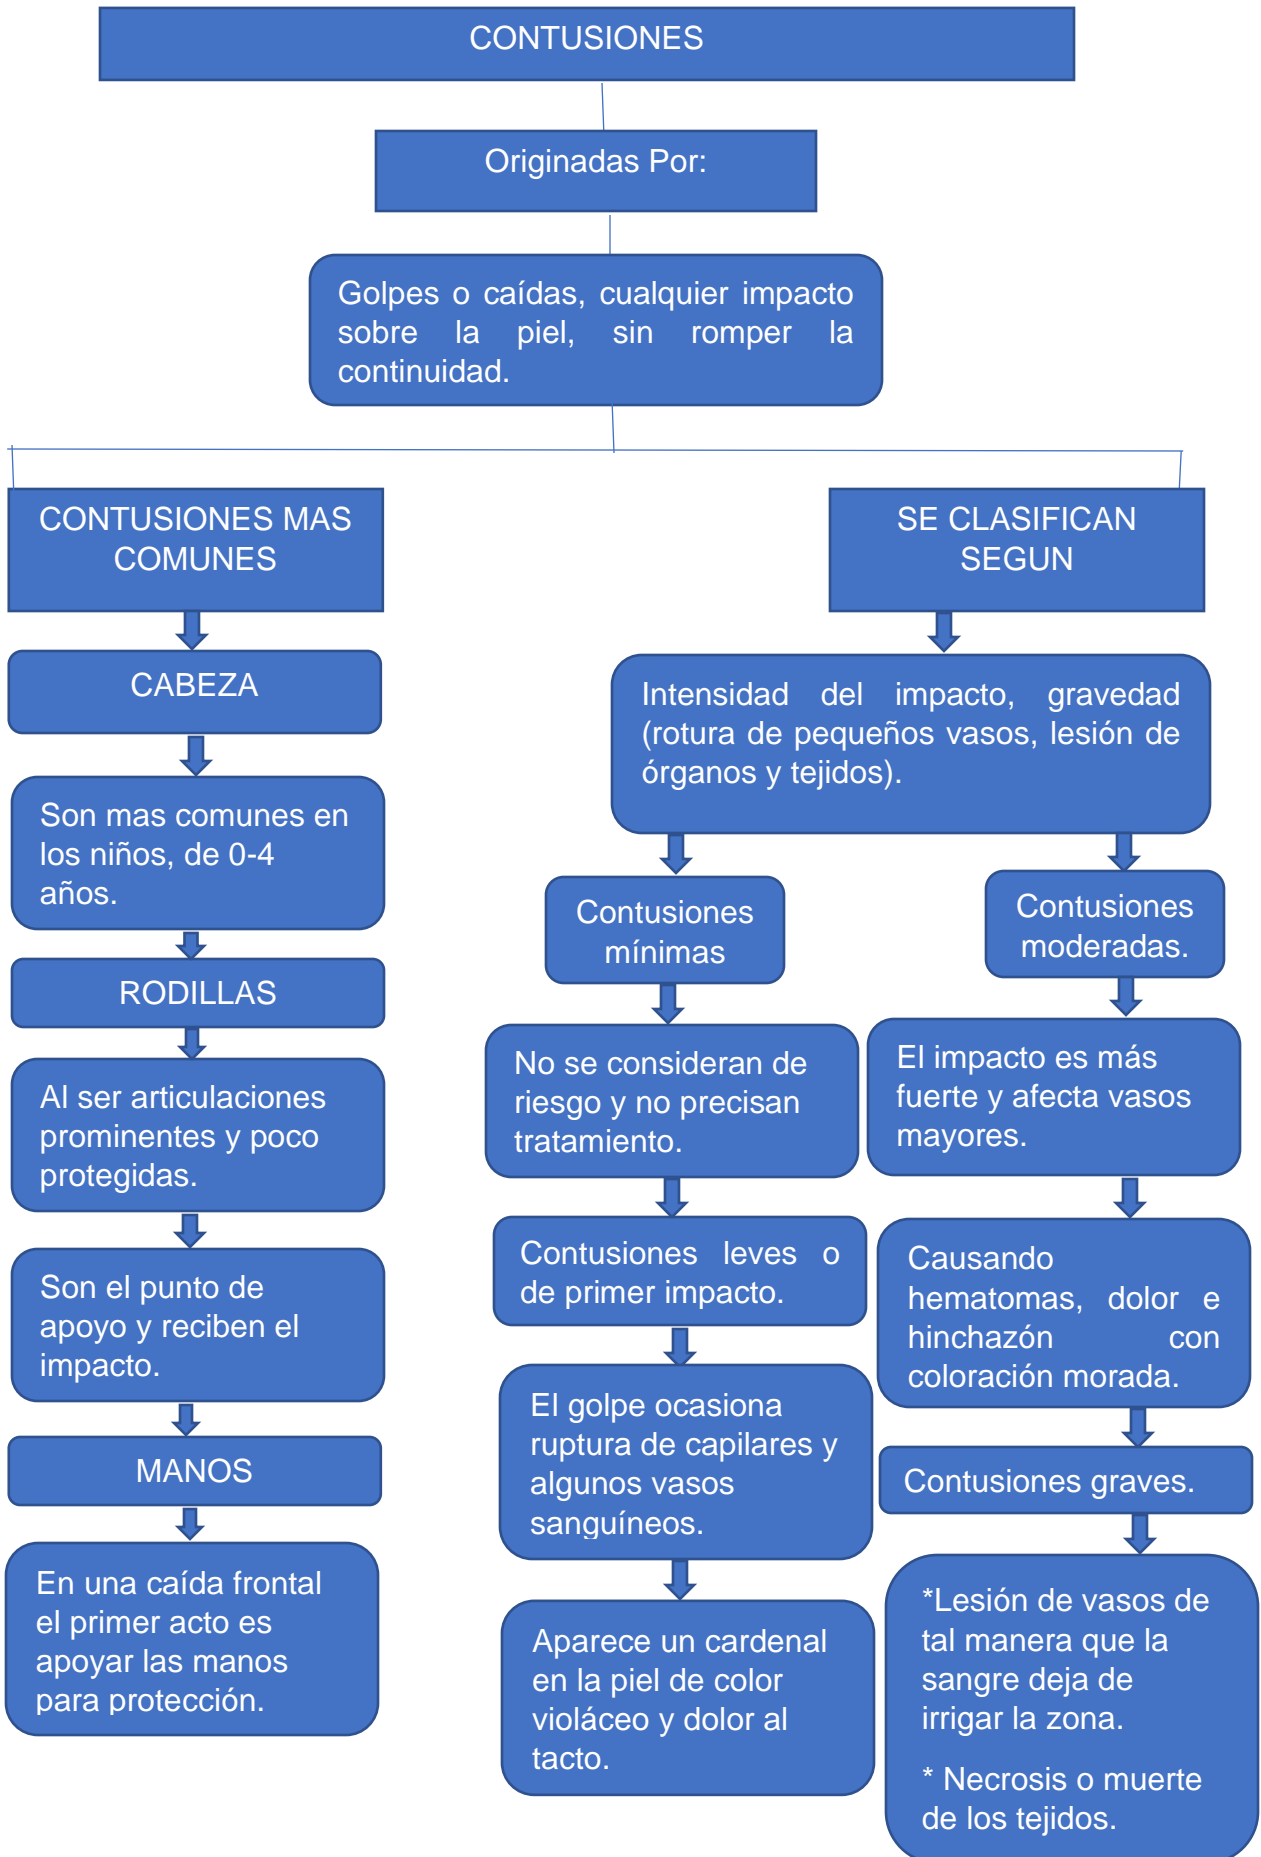 CONTUSIONES
Originadas Por:
Golpes o caídas, cualquier impacto
sobre la piel, sin romper la
continuidad.
CONTUSIONES MAS
COMUNES
CABEZA
Son mas comunes en
los niños, de 0-4
años.
RODILLAS
Al ser articulaciones
prominentes y poco
protegidas.
Son el punto de
apoyo y reciben el
impacto.
MANOS
En una caída frontal
el primer acto es
apoyar las manos
para protección.
SE CLASIFICAN
SEGUN
Intensidad del impacto, gravedad
(rotura de pequeños vasos, lesión de
órganos y tejidos).
Contusiones
mínimas
No se consideran de
riesgo y no precisan
tratamiento.
Contusiones leves o
de primer impacto.
El golpe ocasiona
ruptura de capilares y
algunos vasos
sanguíneos.
Aparece un cardenal
en la piel de color
violáceo y dolor al
tacto.
Contusiones
moderadas.
El impacto es más
fuerte y afecta vasos
mayores.
Causando
hematomas, dolor e
hinchazón con
coloración morada.
Contusiones graves.
*Lesión de vasos de
tal manera que la
sangre deja de
irrigar la zona.
* Necrosis o muerte
de los tejidos.